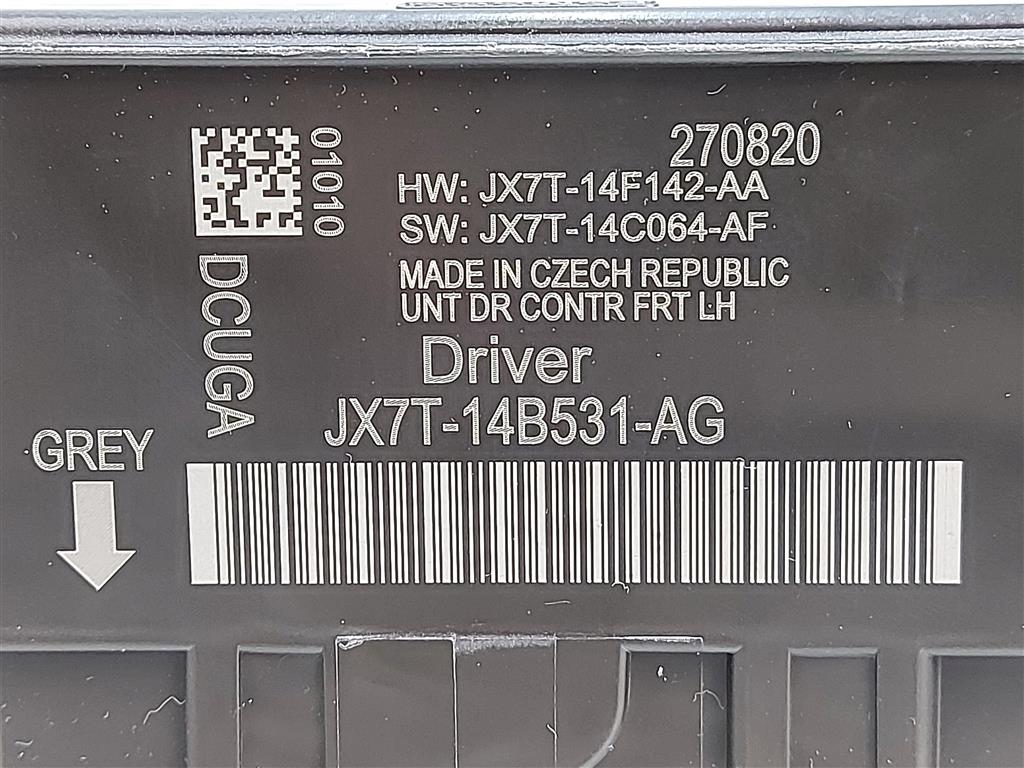 270820
01010
HW: JX7T-14F142-AA
SW: JX7T-14C064-AF
MADE IN CZECH REPUBLIC
UNT DR CONTR FRT LH
DCUGA
Driver
JX7T-14B531-AG
GREY